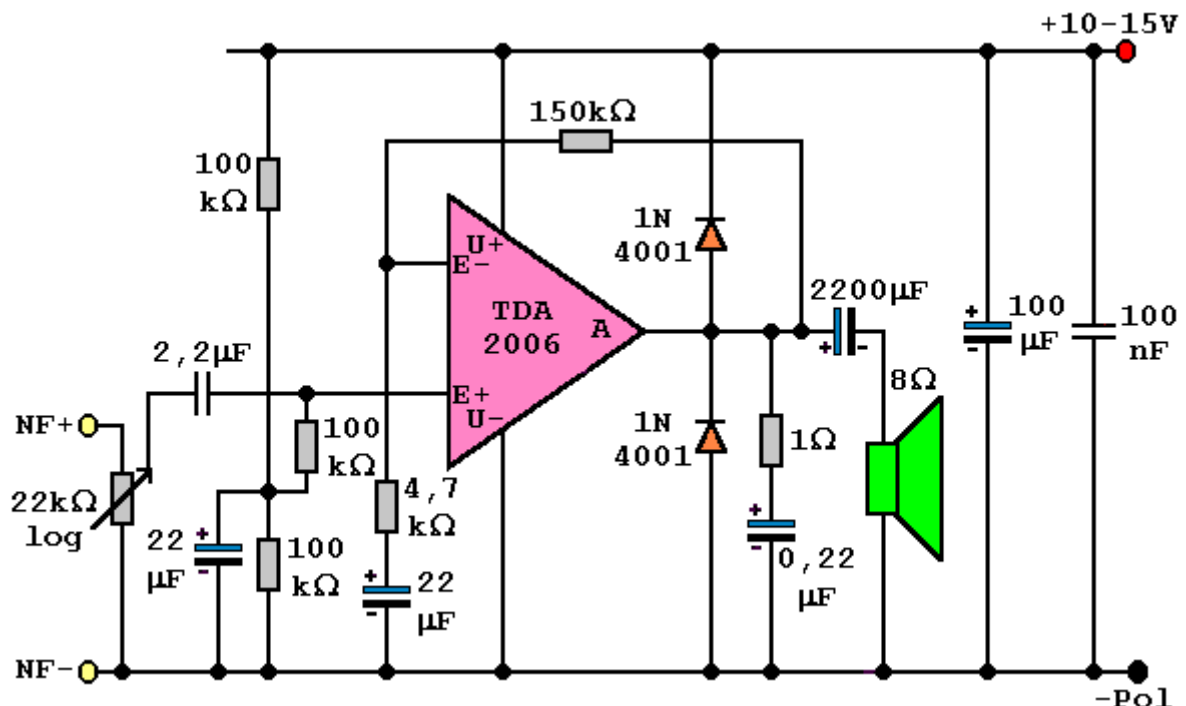 +10-15V
150kΩ
100
kΩ
1N
4001
U+
E-
TDA
2006
A
2200µF
100
µF
100
nF
2,2µF
8Ω
E+
U-
NF+
100
kΩ
1N
4001
1Ω
22kΩ
log
4,7
kΩ
22
µF
100
kΩ
22
µF
0,22
µF
NF-
-Pol
+
-
+
-
+
-
+
-
+
-